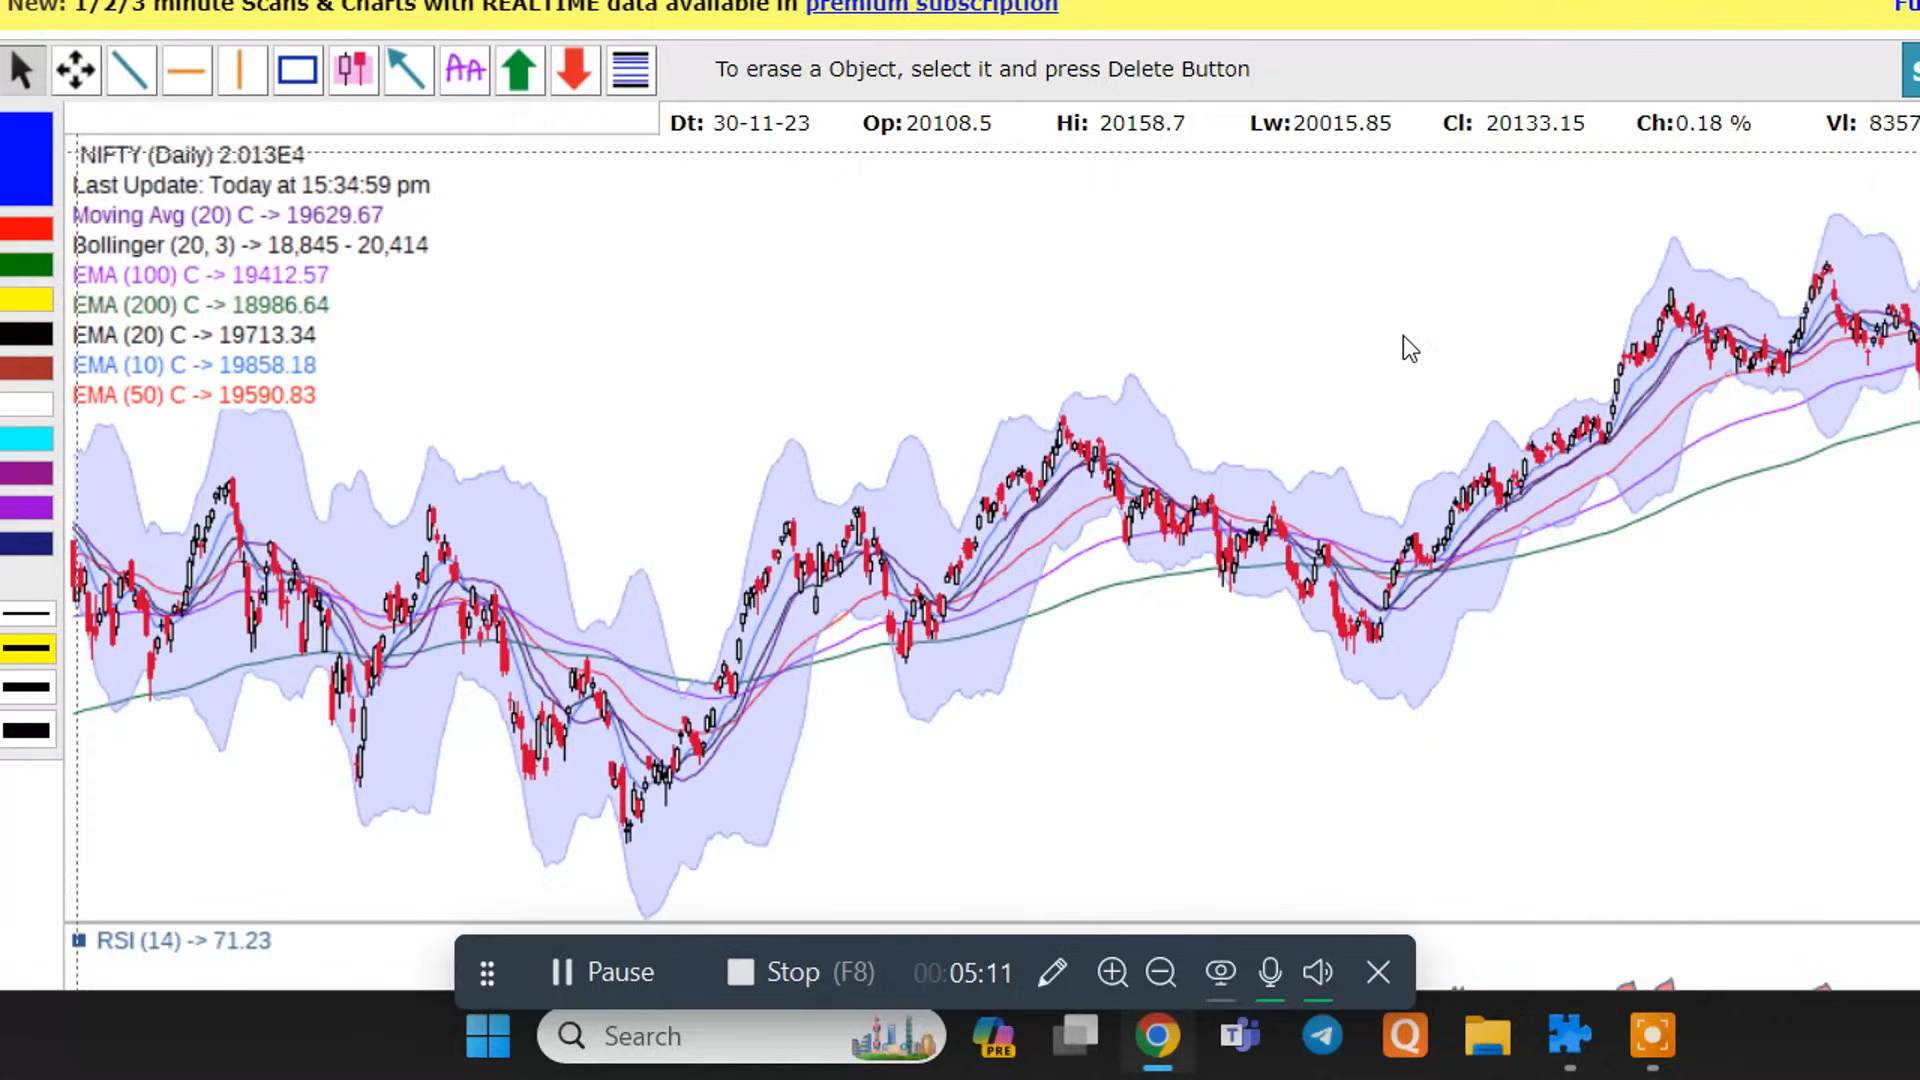 New: 1/2/3 minute Scans & Charts with REALTIME data available in premium subscription
To erase a Object, select it and press Delete Button
Dt: 30-11-23 Op:20108.5 Hi: 20158.7 Lw:20015.85 Cl: 20133.15 Ch:0.18 % Vl: 8357
NIFTY (Daily) 2.013E4
Last Update: Today at 15:34:59 pm
Moving Avg (20) C -> 19629.67
Bollinger (20, 3) -> 18,845 - 20,414
EMA (100) C -> 19412.57
EMA (200) C -> 18986.64
EMA (20) C -> 19713.34
EMA (10) C -> 19858.18
EMA (50) C -> 19590.83
RSI (14) -> 71.23
Pause Stop (F8) 00:05:11
Search
PRE